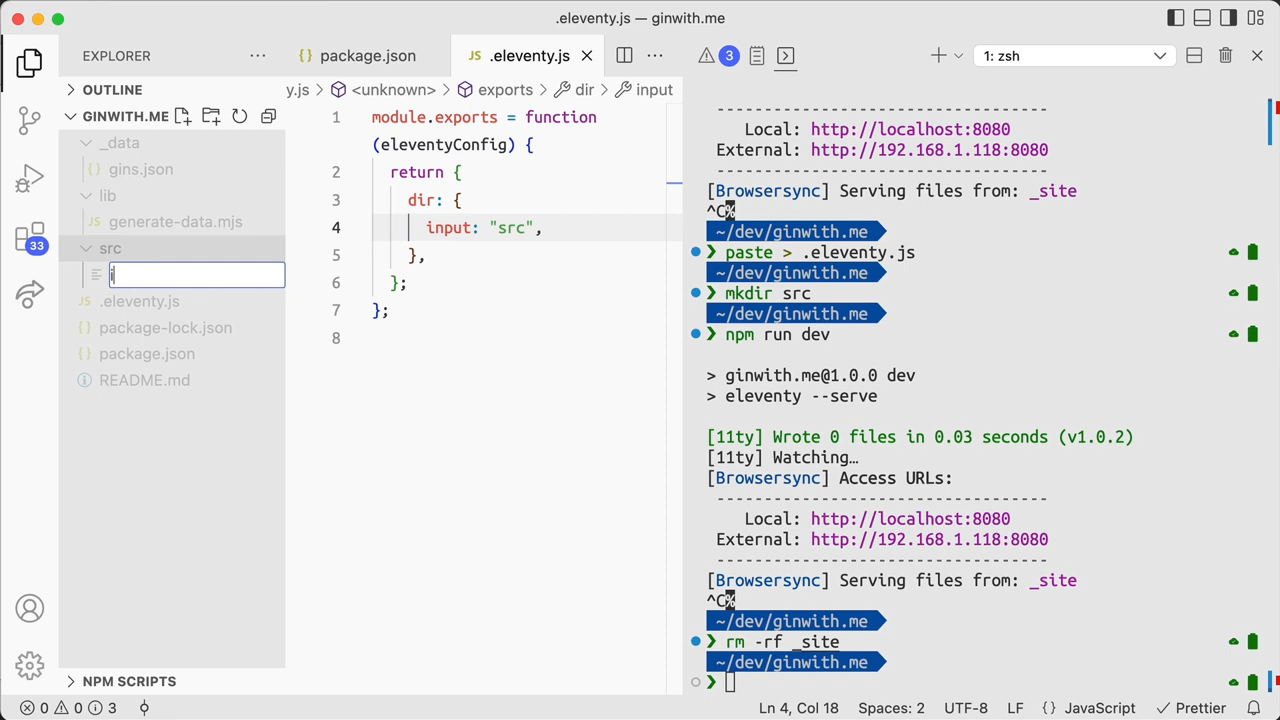 .eleventy.js — ginwith.me
EXPLORER
OUTLINE
GINWITH.ME
_data
{} gins.json
lib
JS generate-data.mjs
src
i
JS .eleventy.js
{} package-lock.json
{} package.json
README.md
NPM SCRIPTS
33
{} package.json
JS .eleventy.js
y.js > <unknown> > exports > dir > input
1 module.exports = function
(eleventyConfig) {
2 return {
3 dir: {
4 input: "src",
5 },
6 };
7 };
8
3
1: zsh
---------------------------------
Local: http://localhost:8080
External: http://192.168.1.118:8080
---------------------------------
[Browsersync] Serving files from: _site
^C%
~/dev/ginwith.me
❯ paste > .eleventy.js
~/dev/ginwith.me
❯ mkdir src
~/dev/ginwith.me
❯ npm run dev
> ginwith.me@1.0.0 dev
> eleventy --serve
[11ty] Wrote 0 files in 0.03 seconds (v1.0.2)
[11ty] Watching…
[Browsersync] Access URLs:
---------------------------------
Local: http://localhost:8080
External: http://192.168.1.118:8080
---------------------------------
[Browsersync] Serving files from: _site
^C%
~/dev/ginwith.me
❯ rm -rf _site
~/dev/ginwith.me
❯
0 0 3
Ln 4, Col 18 Spaces: 2 UTF-8 LF {} JavaScript Prettier